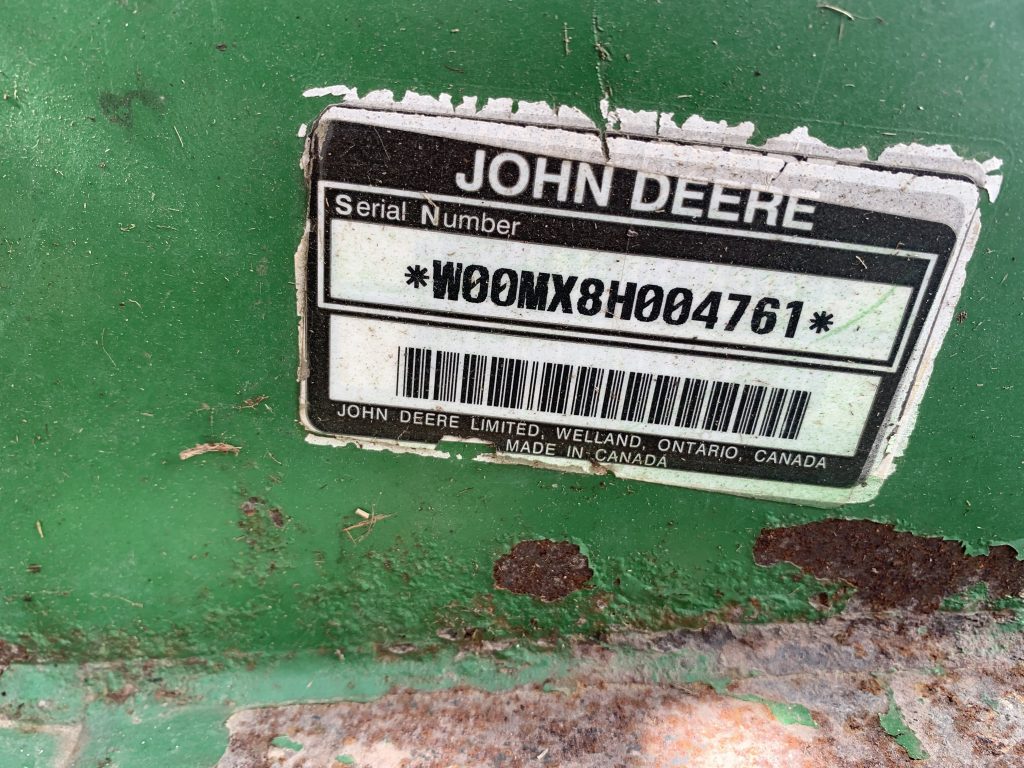 JOHN DEERE
Serial Number
*W00MX8H004761*
JOHN DEERE LIMITED, WELLAND, ONTARIO, CANADA
MADE IN CANADA